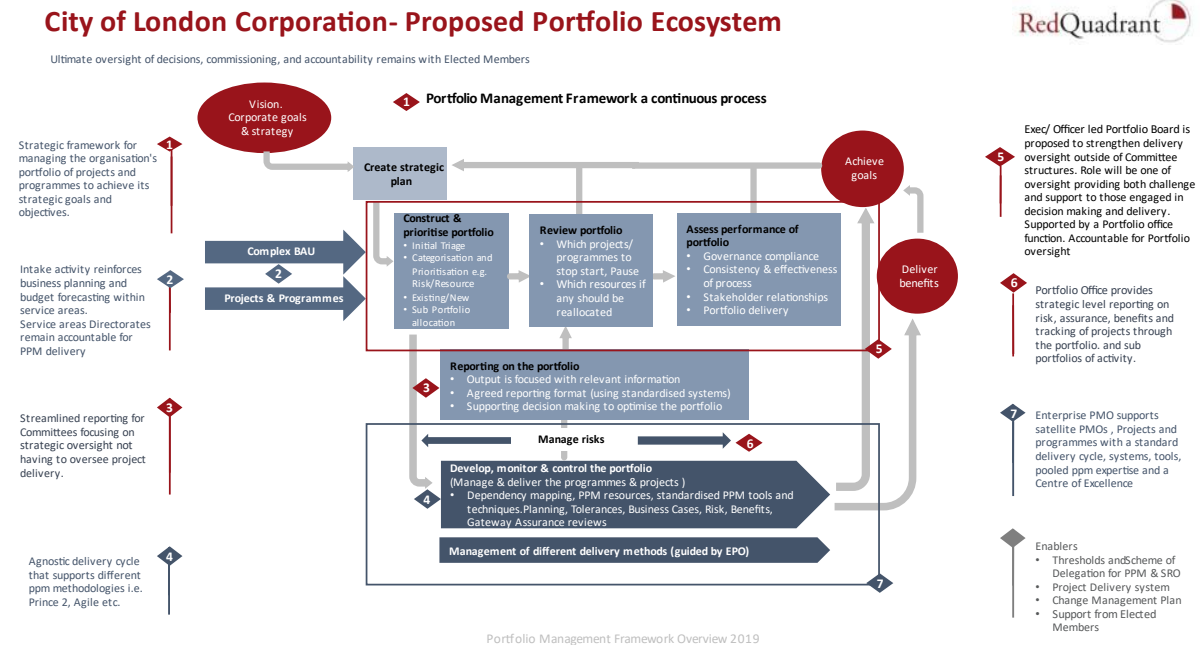 City of London Corporation- Proposed Portfolio Ecosystem
RedQuadrant
Ultimate oversight of decisions, commissioning, and accountability remains with Elected Members
1
Portfolio Management Framework a continuous process
Vision.
Corporate goals
& strategy
Create strategic
plan
Achieve
goals
Deliver
benefits
1
Strategic framework for
managing the organisation's
portfolio of projects and
programmes to achieve its
strategic goals and
objectives.
2
Intake activity reinforces
business planning and
budget forecasting within
service areas.
Service areas Directorates
remain accountable for
PPM delivery
3
Streamlined reporting for
Committees focusing on
strategic oversight not
having to oversee project
delivery.
4
Agnostic delivery cycle
that supports different
ppm methodologies i.e.
Prince 2, Agile etc.
Complex BAU
2
Projects & Programmes
Construct &
prioritise portfolio
• Initial Triage
• Categorisation and
Prioritisation e.g.
Risk/Resource
• Existing/New
• Sub Portfolio
allocation
Review portfolio
• Which projects/
programmes to
stop start, Pause
• Which resources if
any should be
reallocated
Assess performance of
portfolio
• Governance compliance
• Consistency & effectiveness
of process
• Stakeholder relationships
• Portfolio delivery
5
3
Reporting on the portfolio
• Output is focused with relevant information
• Agreed reporting format (using standardised systems)
• Supporting decision making to optimise the portfolio
Manage risks
6
4
Develop, monitor & control the portfolio
(Manage & deliver the programmes & projects )
• Dependency mapping, PPM resources, standardised PPM tools and
techniques.Planning, Tolerances, Business Cases, Risk, Benefits,
Gateway Assurance reviews
Management of different delivery methods (guided by EPO)
7
5
Exec/ Officer led Portfolio Board is
proposed to strengthen delivery
oversight outside of Committee
structures. Role will be one of
oversight providing both challenge
and support to those engaged in
decision making and delivery.
Supported by a Portfolio office
function. Accountable for Portfolio
oversight
6
Portfolio Office provides
strategic level reporting on
risk, assurance, benefits and
tracking of projects through
the portfolio. and sub
portfolios of activity.
7
Enterprise PMO supports
satellite PMOs , Projects and
programmes with a standard
delivery cycle, systems, tools,
pooled ppm expertise and a
Centre of Excellence
Enablers
• Thresholds andScheme of
Delegation for PPM & SRO
• Project Delivery system
• Change Management Plan
• Support from Elected
Members
Portfolio Management Framework Overview 2019